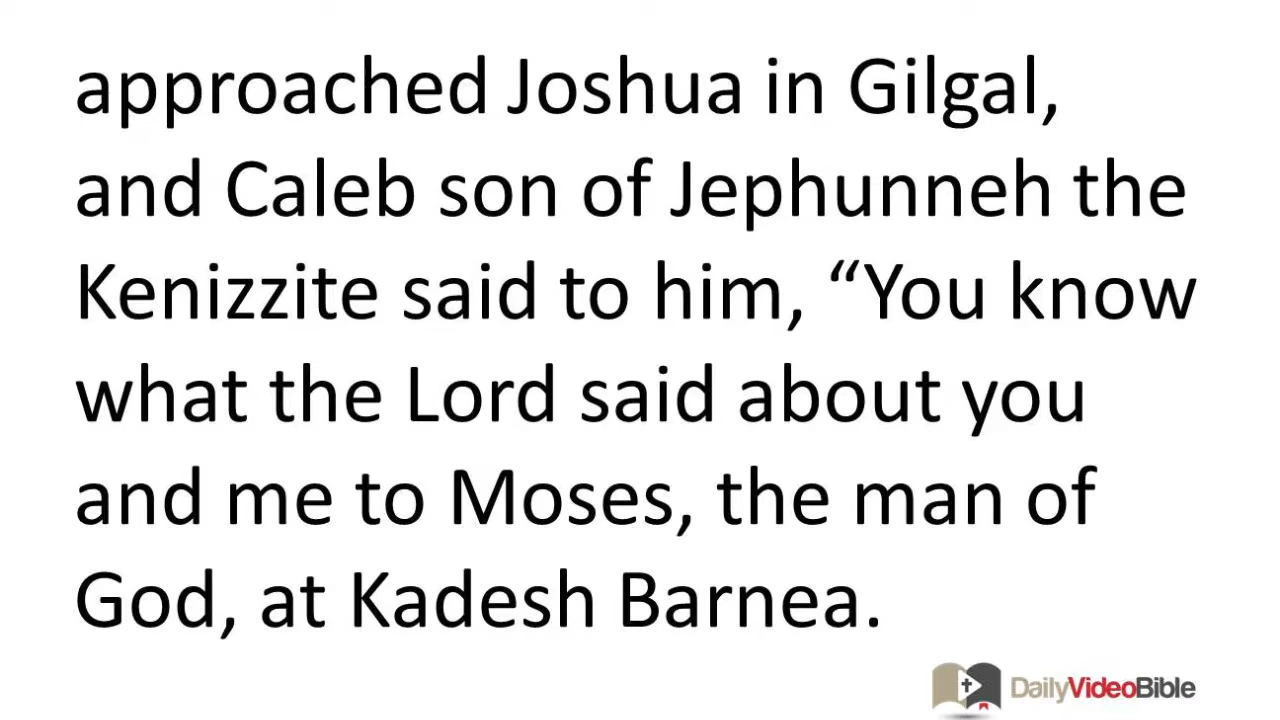 approached Joshua in Gilgal,
and Caleb son of Jephunneh the
Kenizzite said to him, “You know
what the Lord said about you
and me to Moses, the man of
God, at Kadesh Barnea.
DailyVideoBible